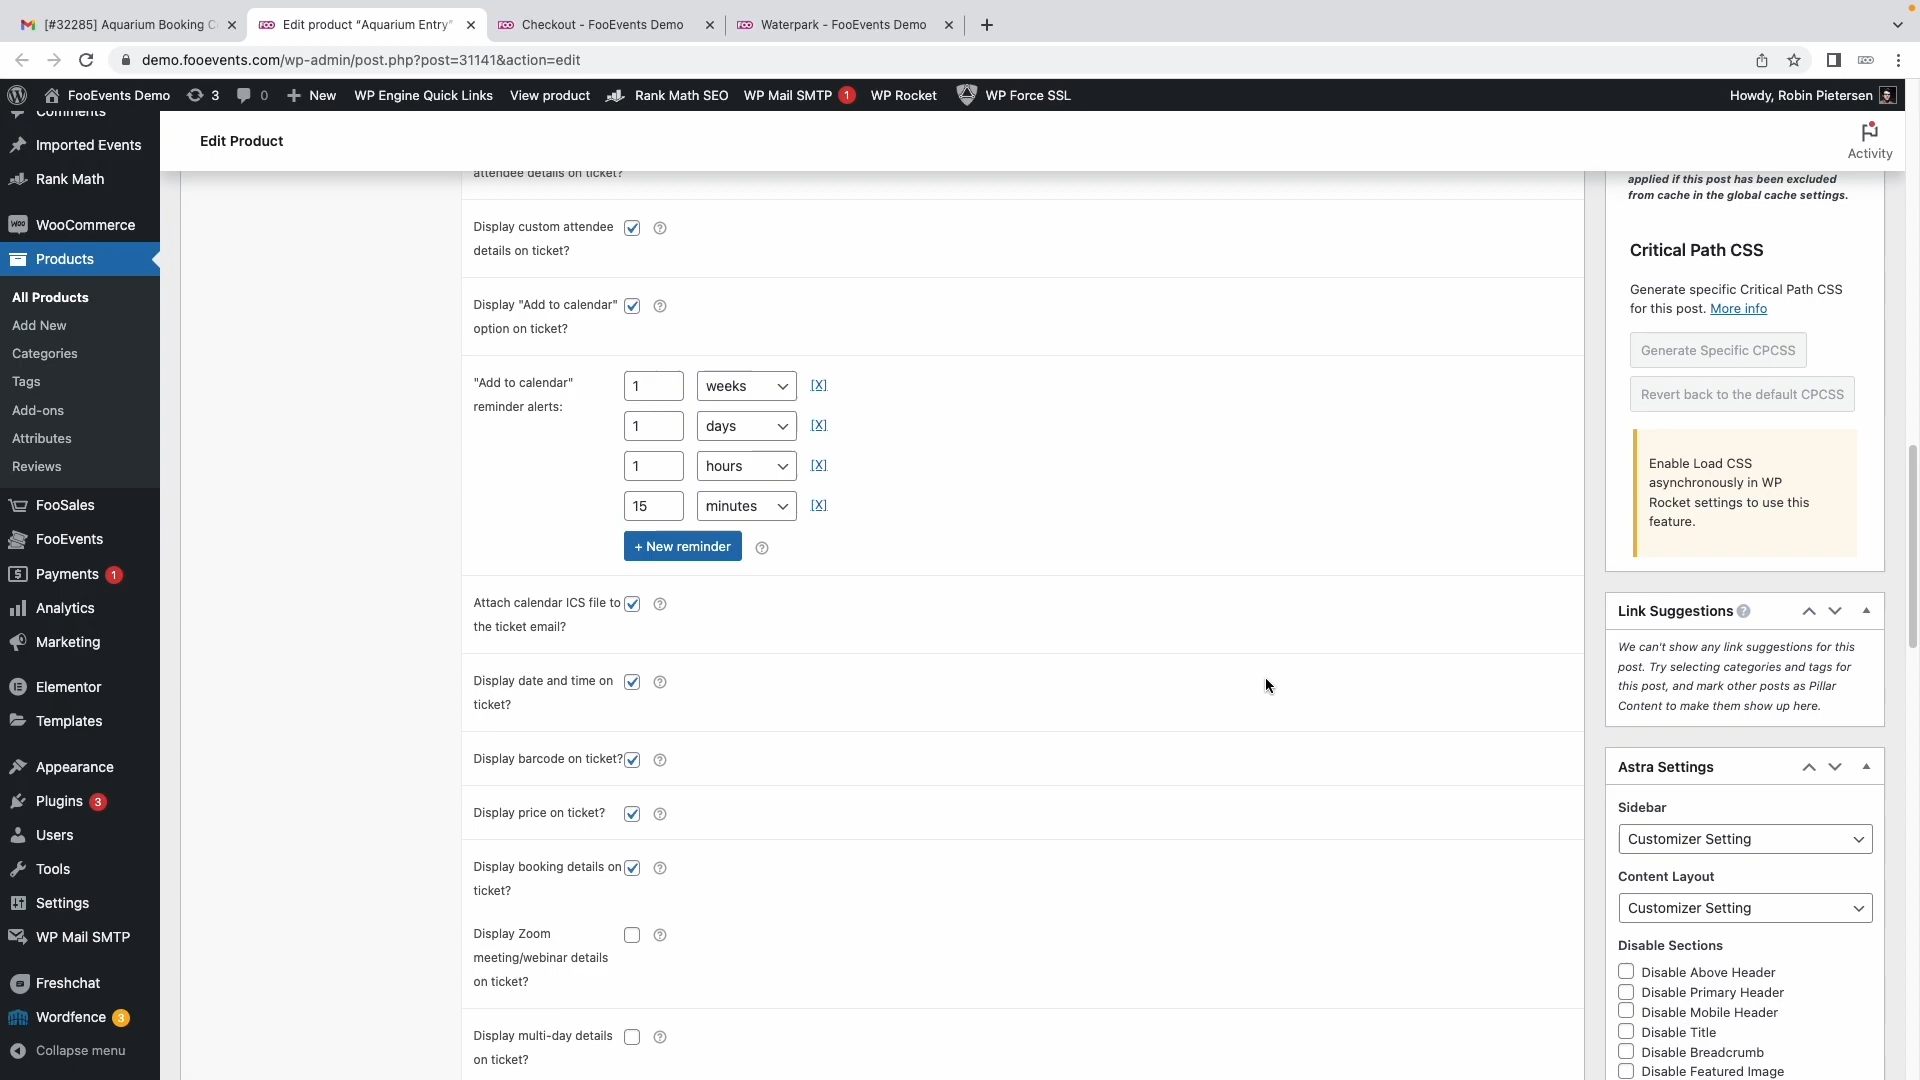 [#32285] Aquarium Booking C
Edit product “Aquarium Entry”
Checkout - FooEvents Demo
Waterpark - FooEvents Demo
demo.fooevents.com/wp-admin/post.php?post=31141&action=edit
FooEvents Demo
3
0
New
WP Engine Quick Links
View product
Rank Math SEO
WP Mail SMTP 1
WP Rocket
WP Force SSL
Howdy, Robin Pietersen
Comments
Imported Events
Rank Math
WooCommerce
Products
All Products
Add New
Categories
Tags
Add-ons
Attributes
Reviews
FooSales
FooEvents
Payments 1
Analytics
Marketing
Elementor
Templates
Appearance
Plugins 3
Users
Tools
Settings
WP Mail SMTP
Freshchat
Wordfence 3
Collapse menu
Edit Product
Activity
attendee details on ticket?
Display custom attendee
details on ticket?
Display "Add to calendar"
option on ticket?
"Add to calendar"
reminder alerts:
1 weeks [X]
1 days [X]
1 hours [X]
15 minutes [X]
+ New reminder
Attach calendar ICS file to
the ticket email?
Display date and time on
ticket?
Display barcode on ticket?
Display price on ticket?
Display booking details on
ticket?
Display Zoom
meeting/webinar details
on ticket?
Display multi-day details
on ticket?
applied if this post has been excluded
from cache in the global cache settings.
Critical Path CSS
Generate specific Critical Path CSS
for this post. More info
Generate Specific CPCSS
Revert back to the default CPCSS
Enable Load CSS
asynchronously in WP
Rocket settings to use this
feature.
Link Suggestions
We can't show any link suggestions for this
post. Try selecting categories and tags for
this post, and mark other posts as Pillar
Content to make them show up here.
Astra Settings
Sidebar
Customizer Setting
Content Layout
Customizer Setting
Disable Sections
Disable Above Header
Disable Primary Header
Disable Mobile Header
Disable Title
Disable Breadcrumb
Disable Featured Image